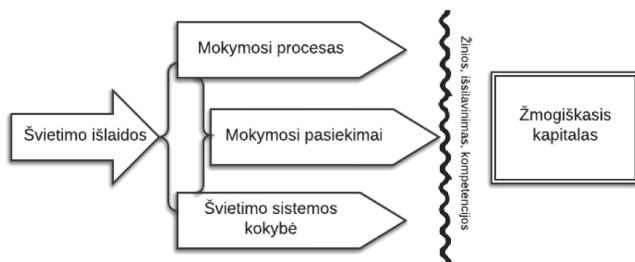 Mokymosi procesas
Švietimo išlaidos
Mokymosi pasiekimai
Švietimo sistemos
kokybė
Žinios, išsilavinimas, kompetencijos
Žmogiškasis
kapitalas